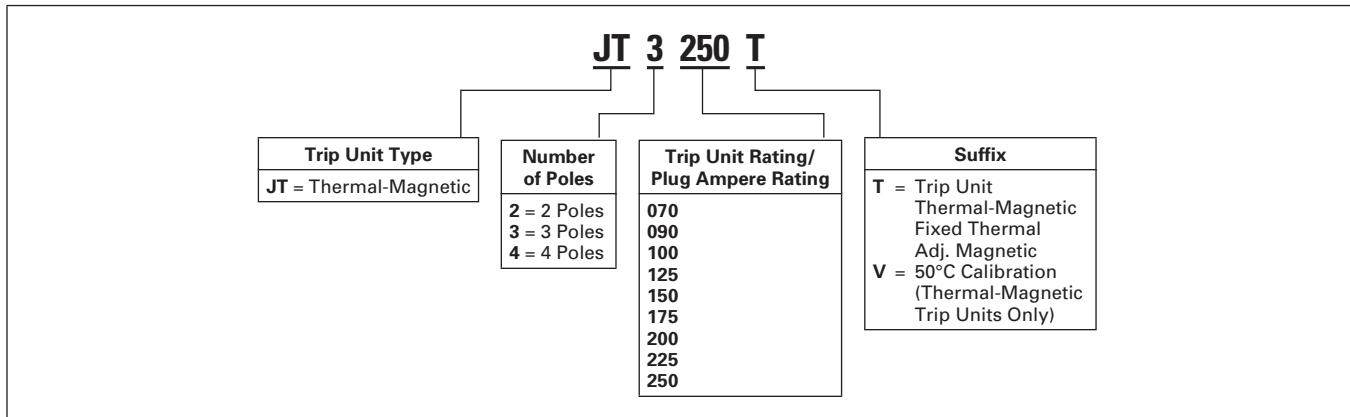 JT 3 250 T
Trip Unit Type
JT = Thermal-Magnetic
Number
of Poles
2 = 2 Poles
3 = 3 Poles
4 = 4 Poles
Trip Unit Rating/
Plug Ampere Rating
070
090
100
125
150
175
200
225
250
Suffix
T = Trip Unit
Thermal-Magnetic
Fixed Thermal
Adj. Magnetic
V = 50°C Calibration
(Thermal-Magnetic
Trip Units Only)